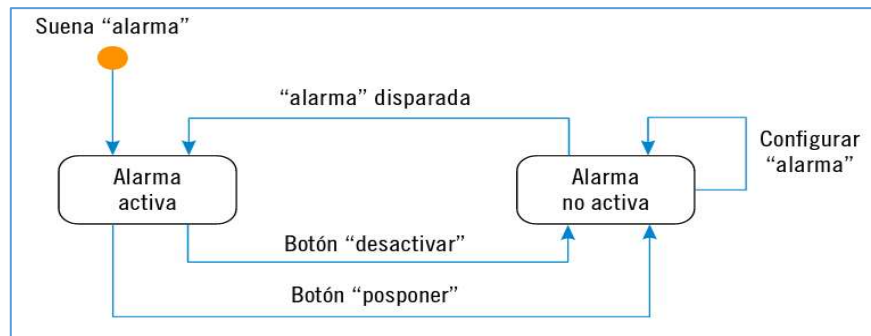 Suena “alarma”
“alarma” disparada
Configurar
“alarma”
Alarma
activa
Alarma
no activa
Botón “desactivar”
Botón “posponer”